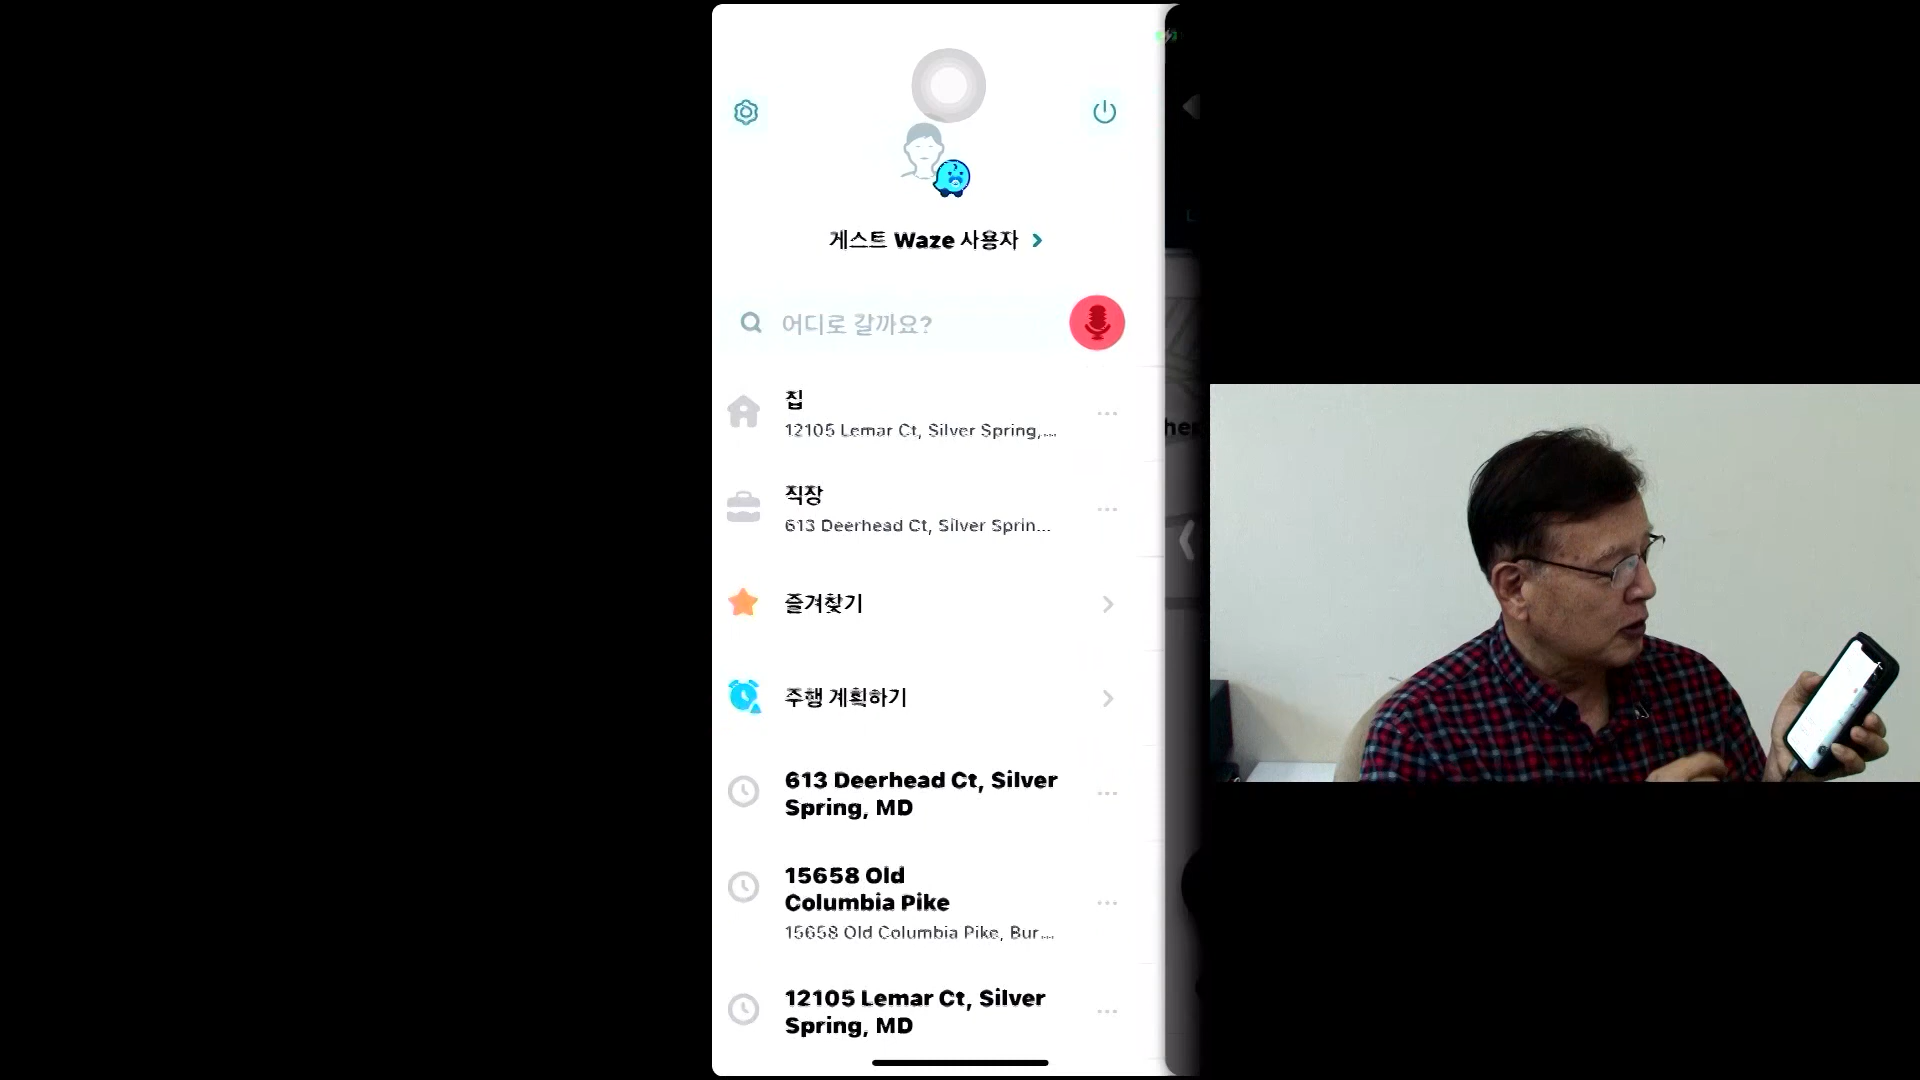 게스트 Waze 사용자
어디로 갈까요?
집
12105 Lemar Ct, Silver Spring,...
직장
613 Deerhead Ct, Silver Sprin...
즐겨찾기
주행 계획하기
613 Deerhead Ct, Silver
Spring, MD
15658 Old
Columbia Pike
15658 Old Columbia Pike, Bur...
12105 Lemar Ct, Silver
Spring, MD